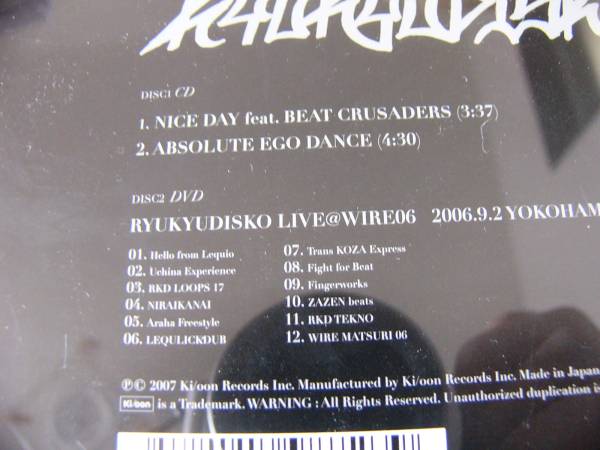 RYUKYUDISK
DISC1 CD
1. NICE DAY feat. BEAT CRUSADERS (3:37)
2. ABSOLUTE EGO DANCE (4:30)
DISC2 DVD
RYUKYUDISKO LIVE@WIRE06 2006.9.2 YOKOHAM
01. Hello from Lequio
02. Uchina Experience
03. RKD LOOPS 17
04. NIRAIKANAI
05. Araha Freestyle
06. LEQULICKDUB
07. Trans KOZA Express
08. Fight for Beat
09. Fingerworks
10. ZAZEN beats
11. RKD TEKNO
12. WIRE MATSURI 06
℗© 2007 Ki/oon Records Inc. Manufactured by Ki/oon Records Inc. Made in Japan
Ki/oon is a Trademark. WARNING : All Rights Reserved. Unauthorized duplication is